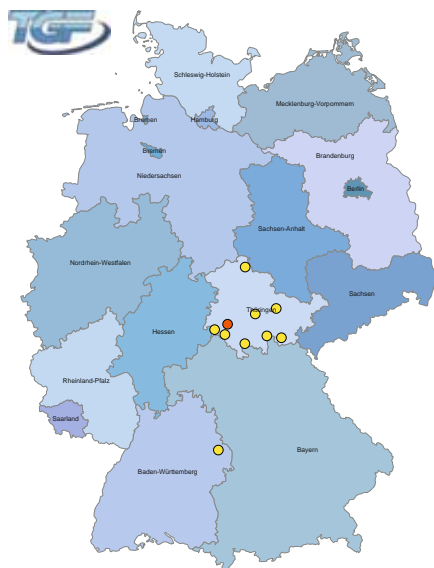 TGF
Schleswig-Holstein
Mecklenburg-Vorpommern
Bremen
Hamburg
Bremen
Brandenburg
Niedersachsen
Berlin
Sachsen-Anhalt
Nordrhein-Westfalen
Sachsen
Thüringen
Hessen
Rheinland-Pfalz
Saarland
Bayern
Baden-Württemberg